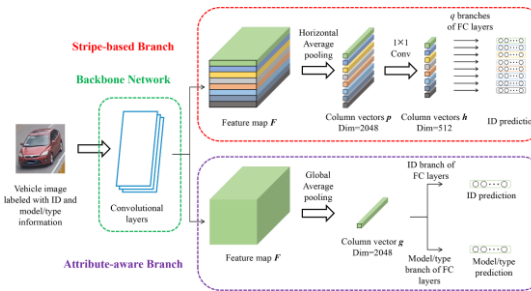 Stripe-based Branch
Backbone Network
Vehicle image
labeled with ID and
model/type
information
Convolutional
layers
Feature map F
Horizontal
Average
pooling
Column vectors p
Dim=2048
1×1
Conv
Column vectors h
Dim=512
q branches
of FC layers
ID prediction
Attribute-aware Branch
Feature map F
Global
Average
pooling
Column vector g
Dim=2048
ID branch of
FC layers
ID prediction
Model/type
branch of FC
layers
Model/type
prediction